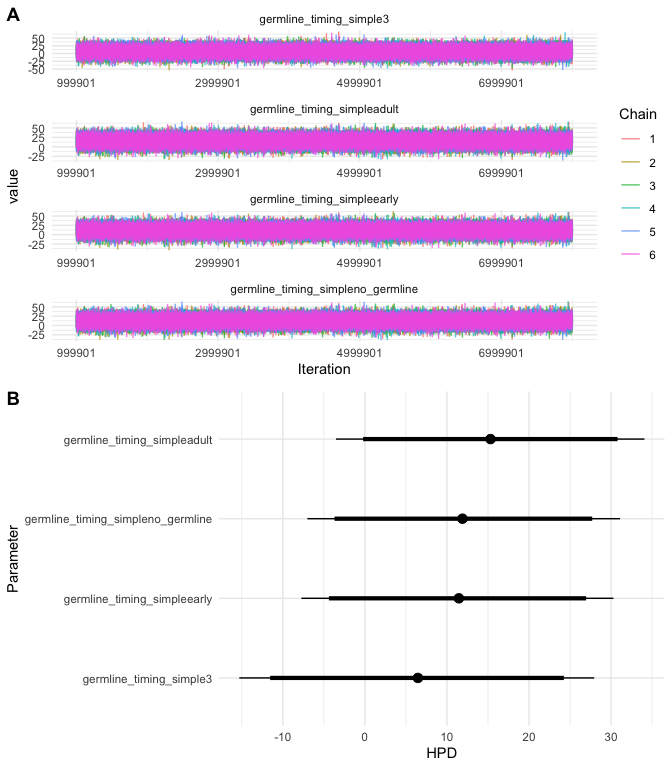 A
germline_timing_simple3
50
25
0
-25
-50
999901 2999901 4999901 6999901
germline_timing_simpleadult
50
25
0
-25
999901 2999901 4999901 6999901
germline_timing_simpleearly
50
25
0
-25
999901 2999901 4999901 6999901
germline_timing_simpleno_germline
50
25
0
-25
999901 2999901 4999901 6999901
value
Iteration
Chain
1
2
3
4
5
6
B
germline_timing_simpleadult
germline_timing_simpleno_germline
germline_timing_simpleearly
germline_timing_simple3
Parameter
-10 0 10 20 30
HPD